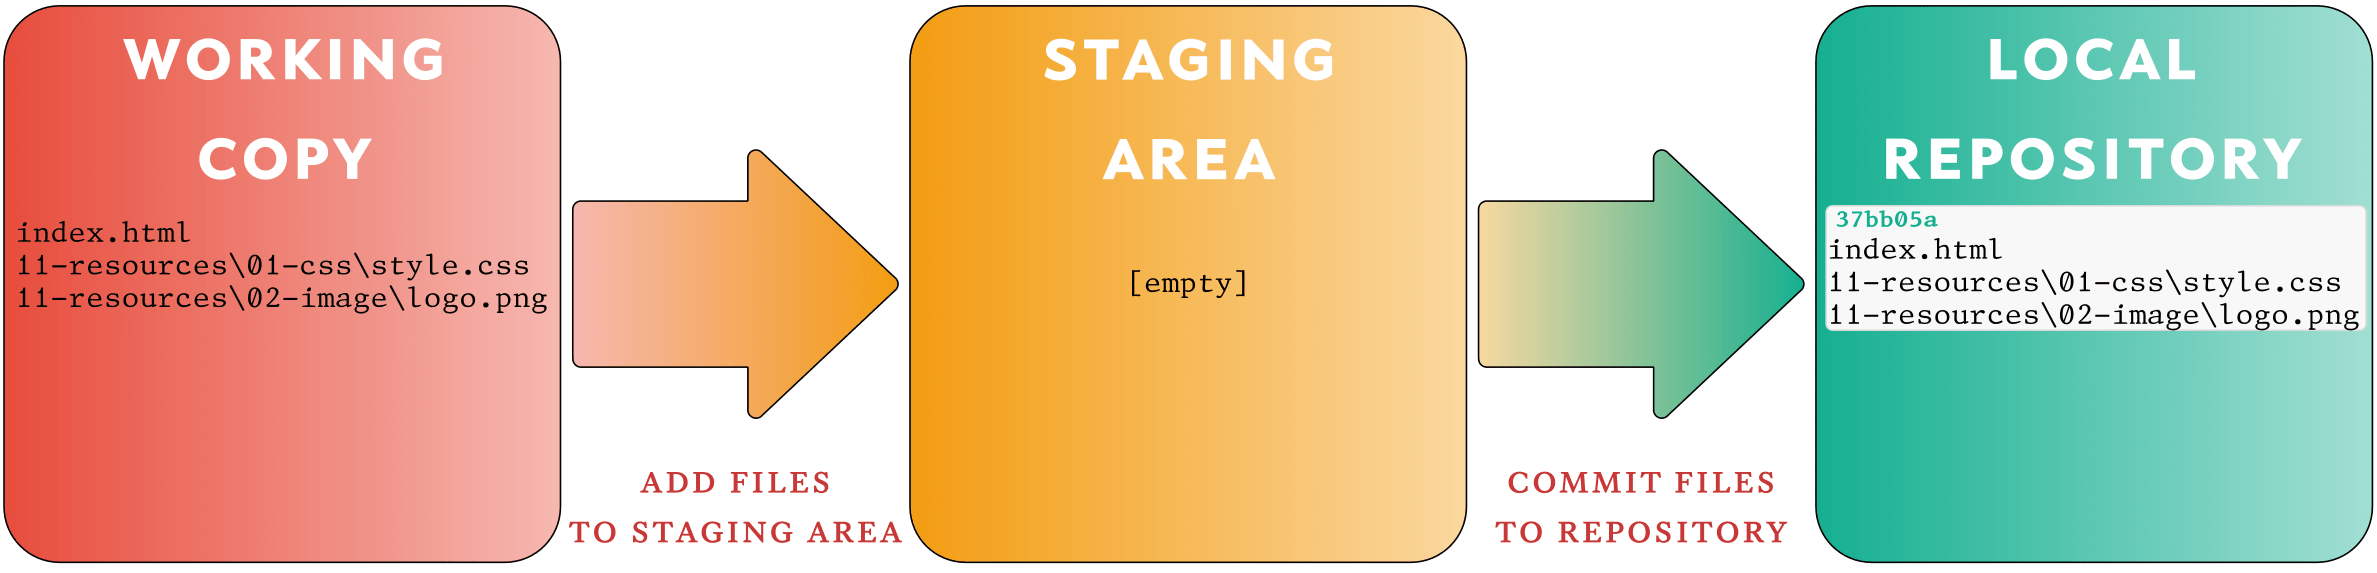 WORKING
COPY
index.html
11-resources\01-css\style.css
11-resources\02-image\logo.png
ADD FILES
TO STAGING AREA
STAGING
AREA
[empty]
COMMIT FILES
TO REPOSITORY
LOCAL
REPOSITORY
37bb05a
index.html
11-resources\01-css\style.css
11-resources\02-image\logo.png